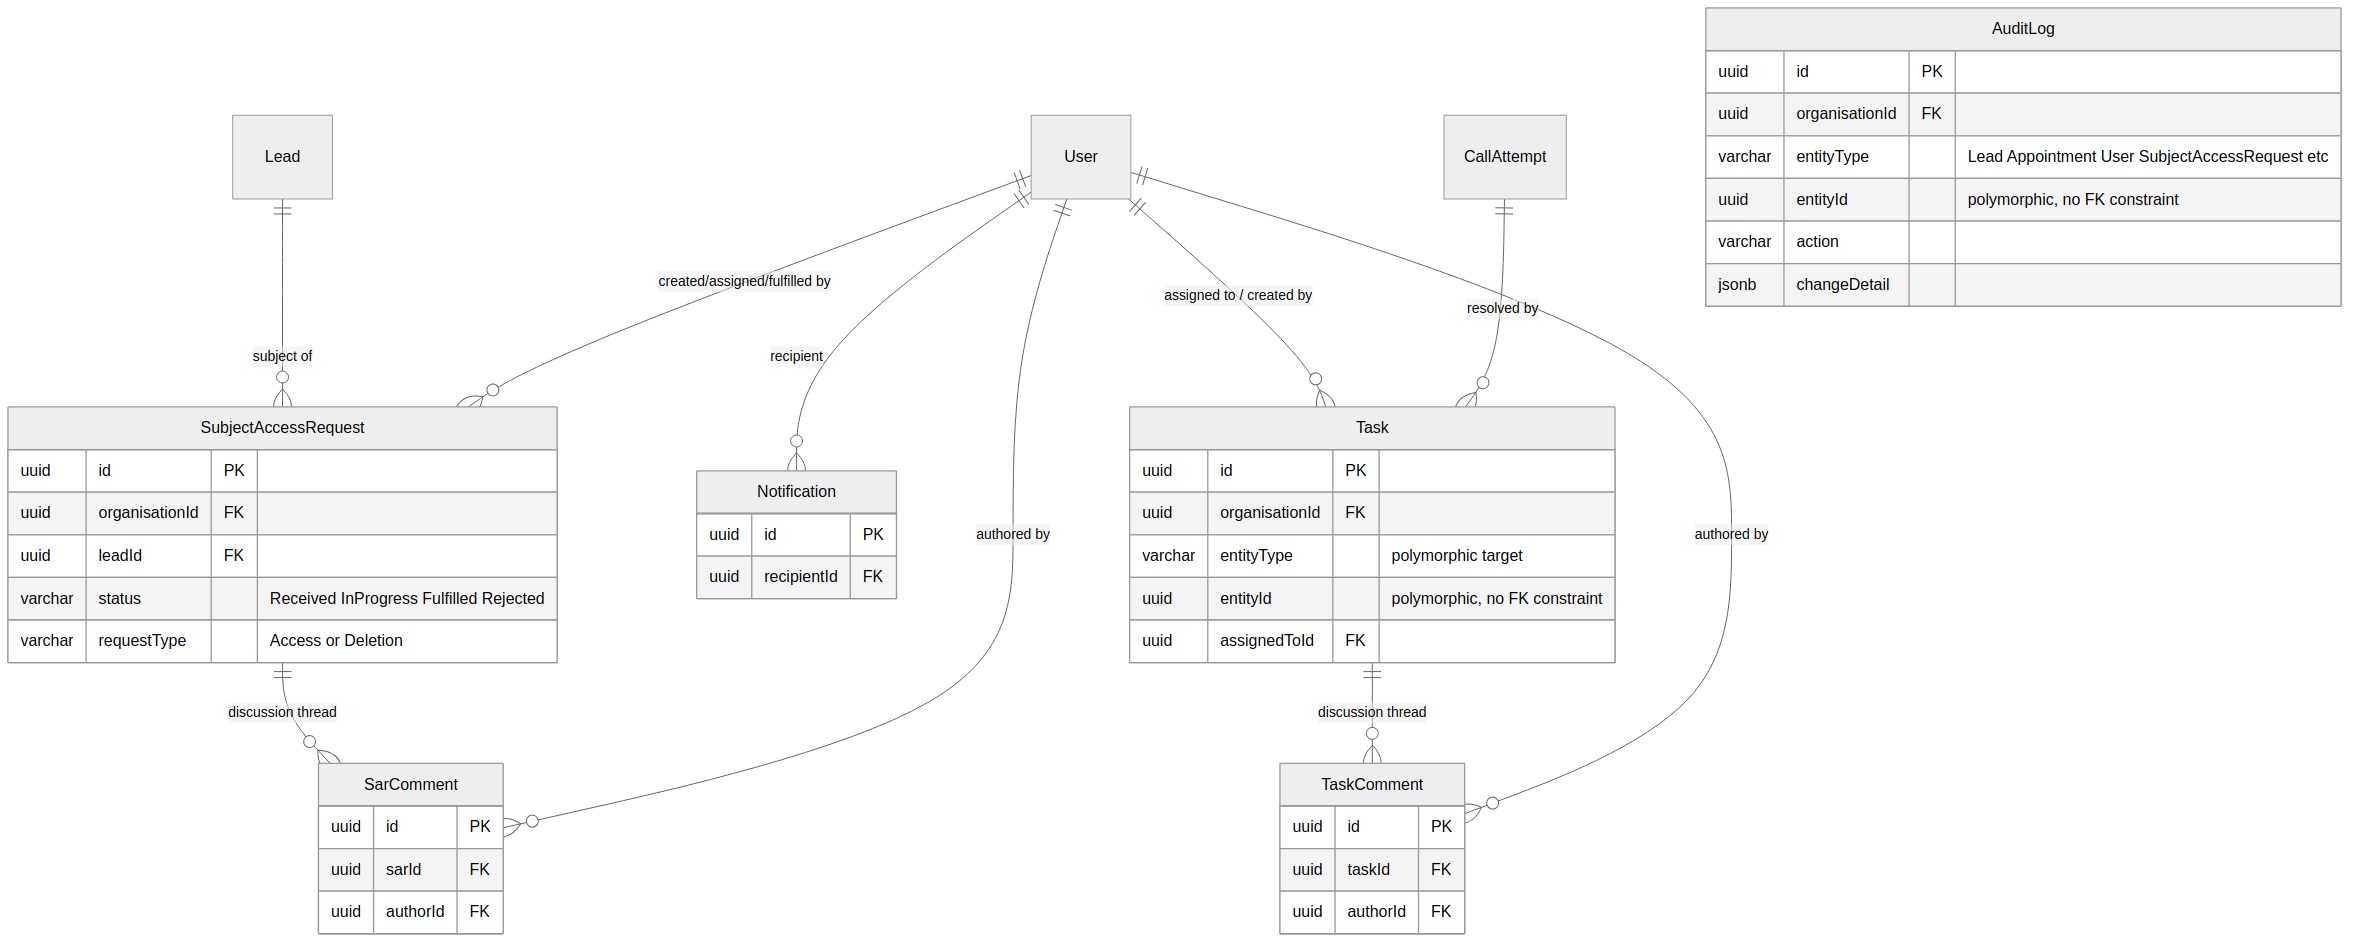 AuditLog
uuid id PK
uuid organisationId FK
varchar entityType Lead Appointment User SubjectAccessRequest etc
uuid entityId polymorphic, no FK constraint
varchar action
jsonb changeDetail
Lead
User
CallAttempt
created/assigned/fulfilled by
assigned to / created by
resolved by
subject of
recipient
SubjectAccessRequest
uuid id PK
uuid organisationId FK
uuid leadId FK
varchar status Received InProgress Fulfilled Rejected
varchar requestType Access or Deletion
Notification
uuid id PK
uuid recipientId FK
authored by
Task
uuid id PK
uuid organisationId FK
varchar entityType polymorphic target
uuid entityId polymorphic, no FK constraint
uuid assignedToId FK
authored by
discussion thread
discussion thread
SarComment
uuid id PK
uuid sarId FK
uuid authorId FK
TaskComment
uuid id PK
uuid taskId FK
uuid authorId FK